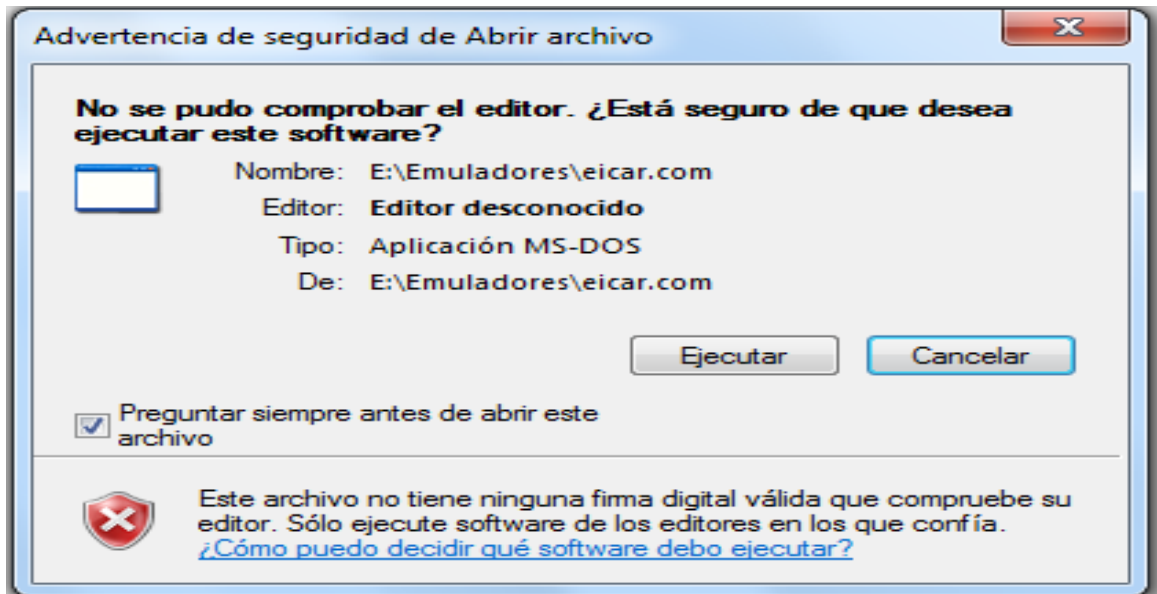 Advertencia de seguridad de Abrir archivo
No se pudo comprobar el editor. ¿Está seguro de que desea
ejecutar este software?
Nombre: E:\Emuladores\eicar.com
Editor: Editor desconocido
Tipo: Aplicación MS-DOS
De: E:\Emuladores\eicar.com
Ejecutar Cancelar
Preguntar siempre antes de abrir este
archivo
Este archivo no tiene ninguna firma digital válida que compruebe su
editor. Sólo ejecute software de los editores en los que confía.
¿Cómo puedo decidir qué software debo ejecutar?